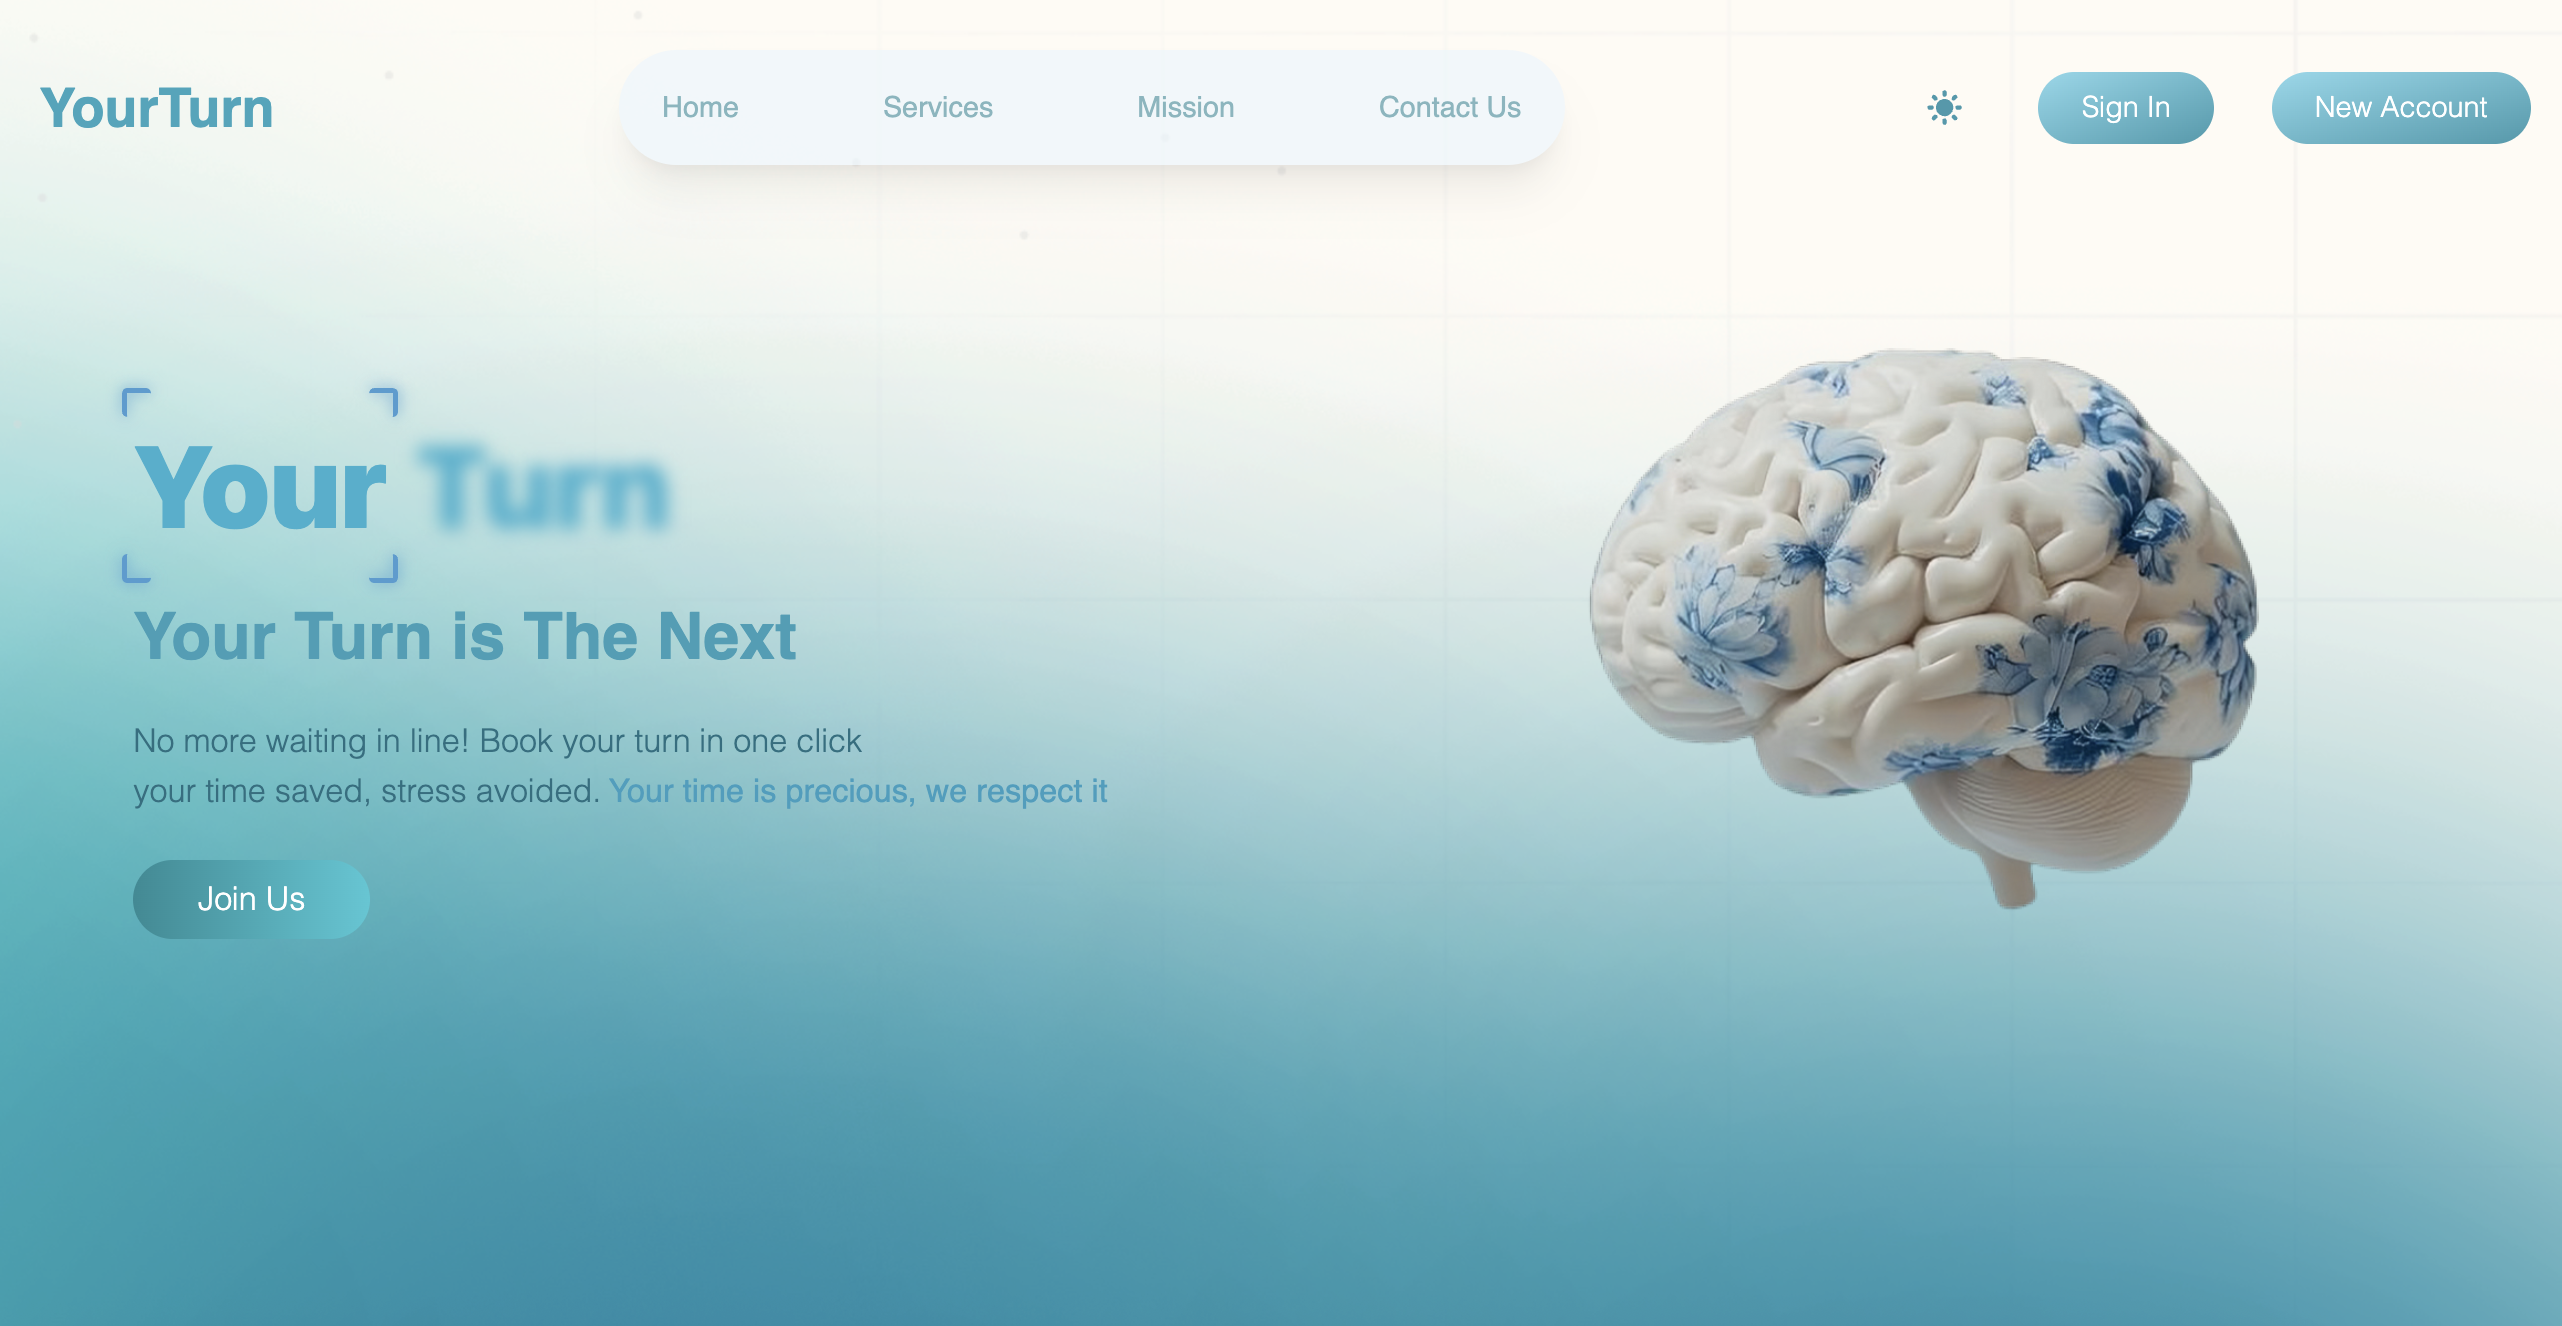 YourTurn
Home Services Mission Contact Us
Sign In New Account
Your Turn
Your Turn is The Next
No more waiting in line! Book your turn in one click
your time saved, stress avoided. Your time is precious, we respect it
Join Us